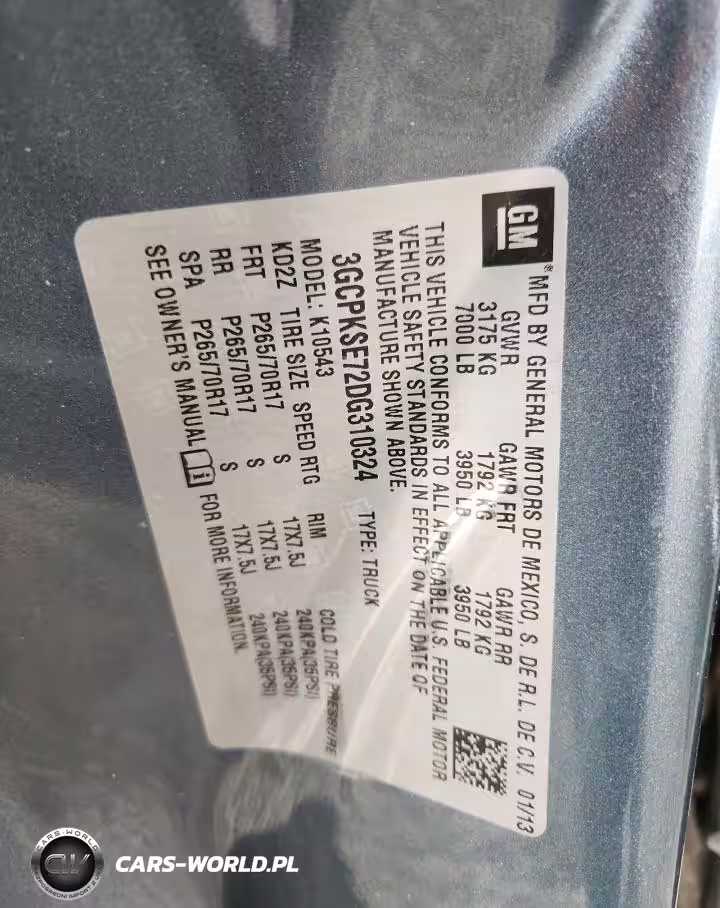 GM
® MFD BY GENERAL MOTORS DE MEXICO, S. DE R.L. DE C.V. 01/13
GVWR GAWR FRT GAWR RR
3175 KG 1792 KG 1792 KG
7000 LB 3950 LB 3950 LB
THIS VEHICLE CONFORMS TO ALL APPLICABLE U.S. FEDERAL MOTOR
VEHICLE SAFETY STANDARDS IN EFFECT ON THE DATE OF
MANUFACTURE SHOWN ABOVE.
3GCPKSE72DG310324 TYPE: TRUCK
MODEL: K10543
KD2Z TIRE SIZE SPEED RTG RIM COLD TIRE PRESSURE
FRT P265/70R17 S 17X7.5J 240KPA(35PSI)
RR P265/70R17 S 17X7.5J 240KPA(35PSI)
SPA P265/70R17 S 17X7.5J 240KPA(35PSI)
SEE OWNER'S MANUAL i FOR MORE INFORMATION.
CARS-WORLD
CW
CARS-WORLD.PL